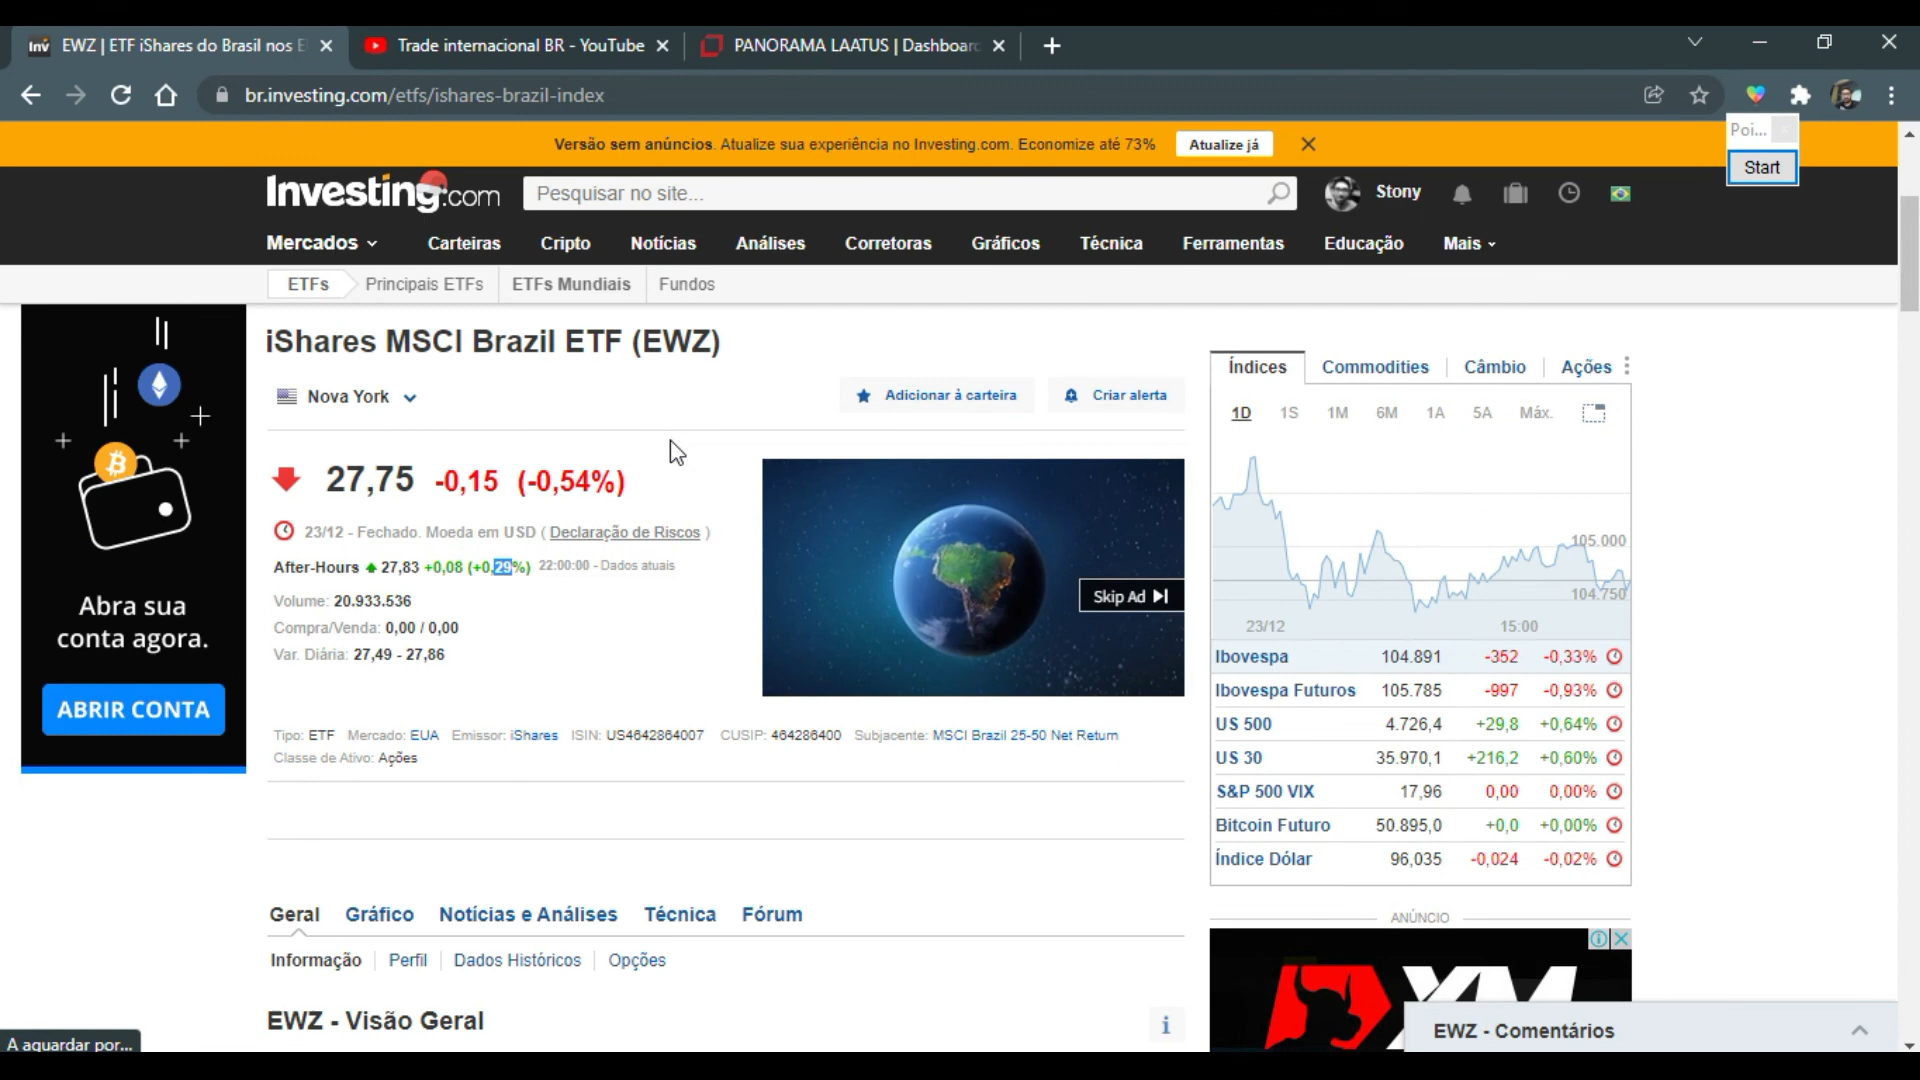 EWZ | ETF iShares do Brasil nos E
Trade internacional BR - YouTube
PANORAMA LAATUS | Dashboard
br.investing.com/etfs/ishares-brazil-index
Versão sem anúncios. Atualize sua experiência no Investing.com. Economize até 73%
Atualize já
Poi...
Start
Investing.com
Pesquisar no site...
Stony
Mercados
Carteiras
Cripto
Notícias
Análises
Corretoras
Gráficos
Técnica
Ferramentas
Educação
Mais
ETFs
Principais ETFs
ETFs Mundiais
Fundos
Abra sua
conta agora.
ABRIR CONTA
iShares MSCI Brazil ETF (EWZ)
Nova York
Adicionar à carteira
Criar alerta
27,75 -0,15 (-0,54%)
23/12 - Fechado. Moeda em USD ( Declaração de Riscos )
After-Hours 27,83 +0,08 (+0,29%) 22:00:00 - Dados atuais
Volume: 20.933.536
Compra/Venda: 0,00 / 0,00
Var. Diária: 27,49 - 27,86
Skip Ad
Tipo: ETF Mercado: EUA Emissor: iShares ISIN: US4642864007 CUSIP: 464286400 Subjacente: MSCI Brazil 25-50 Net Return
Classe de Ativo: Ações
Índices
Commodities
Câmbio
Ações
1D 1S 1M 6M 1A 5A Máx.
105.000
104.750
23/12 15:00
Ibovespa 104.891 -352 -0,33%
Ibovespa Futuros 105.785 -997 -0,93%
US 500 4.726,4 +29,8 +0,64%
US 30 35.970,1 +216,2 +0,60%
S&P 500 VIX 17,96 0,00 0,00%
Bitcoin Futuro 50.895,0 +0,0 +0,00%
Índice Dólar 96,035 -0,024 -0,02%
ANÚNCIO
XM
Geral
Gráfico
Notícias e Análises
Técnica
Fórum
Informação
Perfil
Dados Históricos
Opções
EWZ - Visão Geral
EWZ - Comentários
A aguardar por...